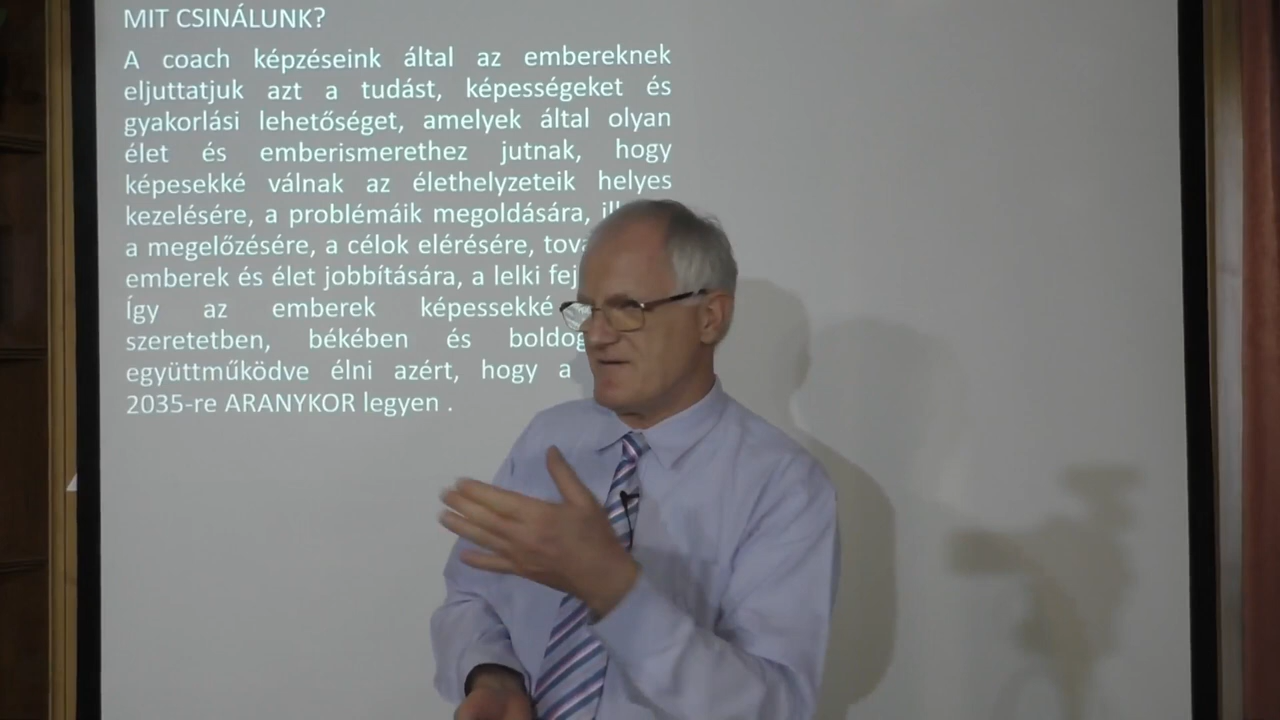 MIT CSINÁLUNK?
A coach képzéseink által az embereknek
eljuttatjuk azt a tudást, képességeket és
gyakorlási lehetőséget, amelyek által olyan
élet és emberismerethez jutnak, hogy
képesekké válnak az élethelyzeteik helyes
kezelésére, a problémáik megoldására,
a megelőzésére, a célok elérésére,
emberek és élet jobbítására, a lelki
Így az emberek képessekké
szeretetben, békében és
együttműködve élni azért, hogy a
2035-re ARANYKOR legyen .